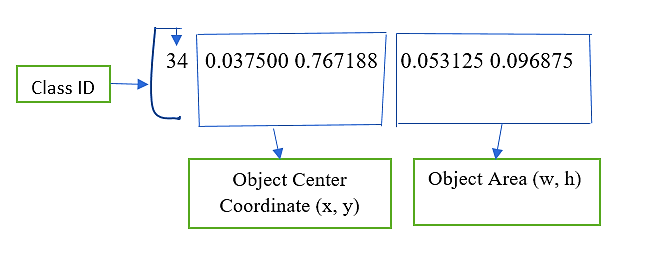 34 0.037500 0.767188 0.053125 0.096875
Class ID
Object Center
Coordinate (x, y)
Object Area (w, h)